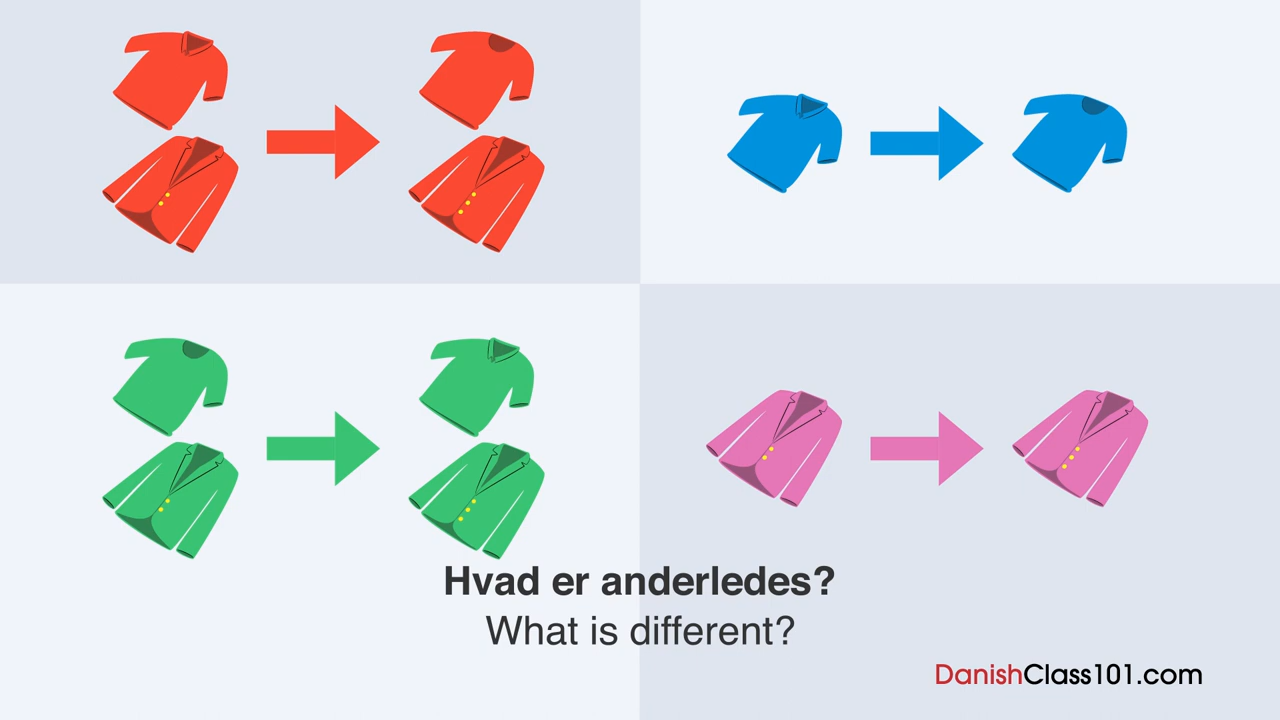 Hvad er anderledes?
What is different?
DanishClass101.com